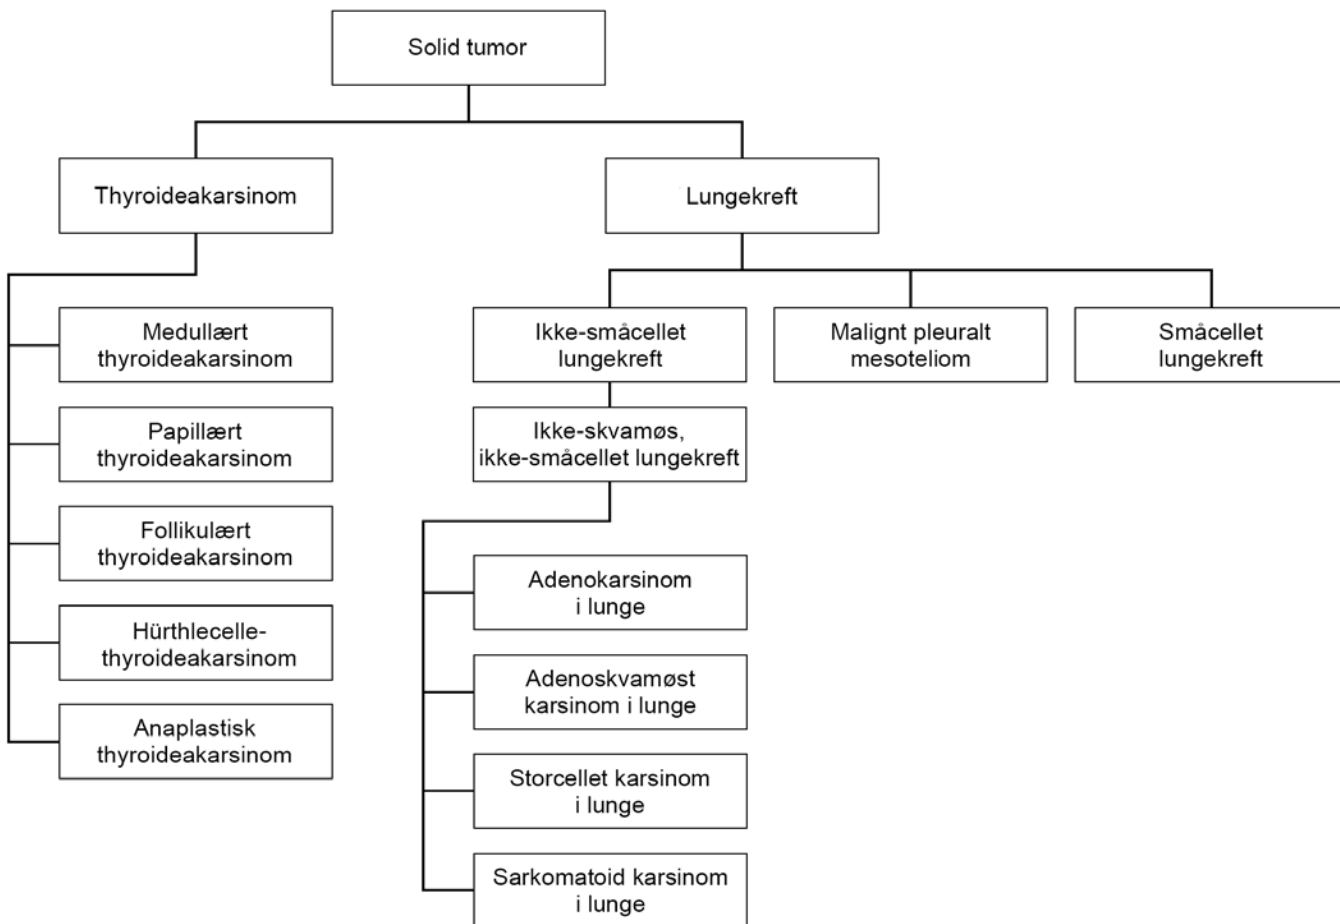 Solid tumor
Thyroideakarsinom
Lungekreft
Medullært
thyroideakarsinom
Papillært
thyroideakarsinom
Follikulært
thyroideakarsinom
Hürthlecelle-
thyroideakarsinom
Anaplastisk
thyroideakarsinom
Ikke-småcellet
lungekreft
Malignt pleuralt
mesoteliom
Småcellet
lungekreft
Ikke-skvamøs,
ikke-småcellet lungekreft
Adenokarsinom
i lunge
Adenoskvamøst
karsinom i lunge
Storcellet karsinom
i lunge
Sarkomatoid karsinom
i lunge